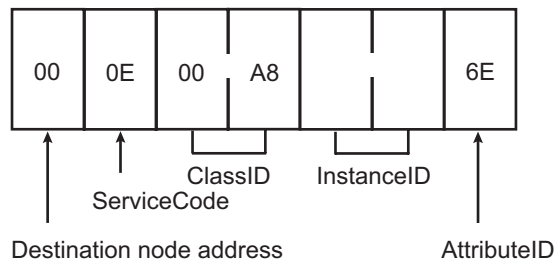 00 0E 00 A8 6E
ClassID InstanceID
ServiceCode
Destination node address AttributeID